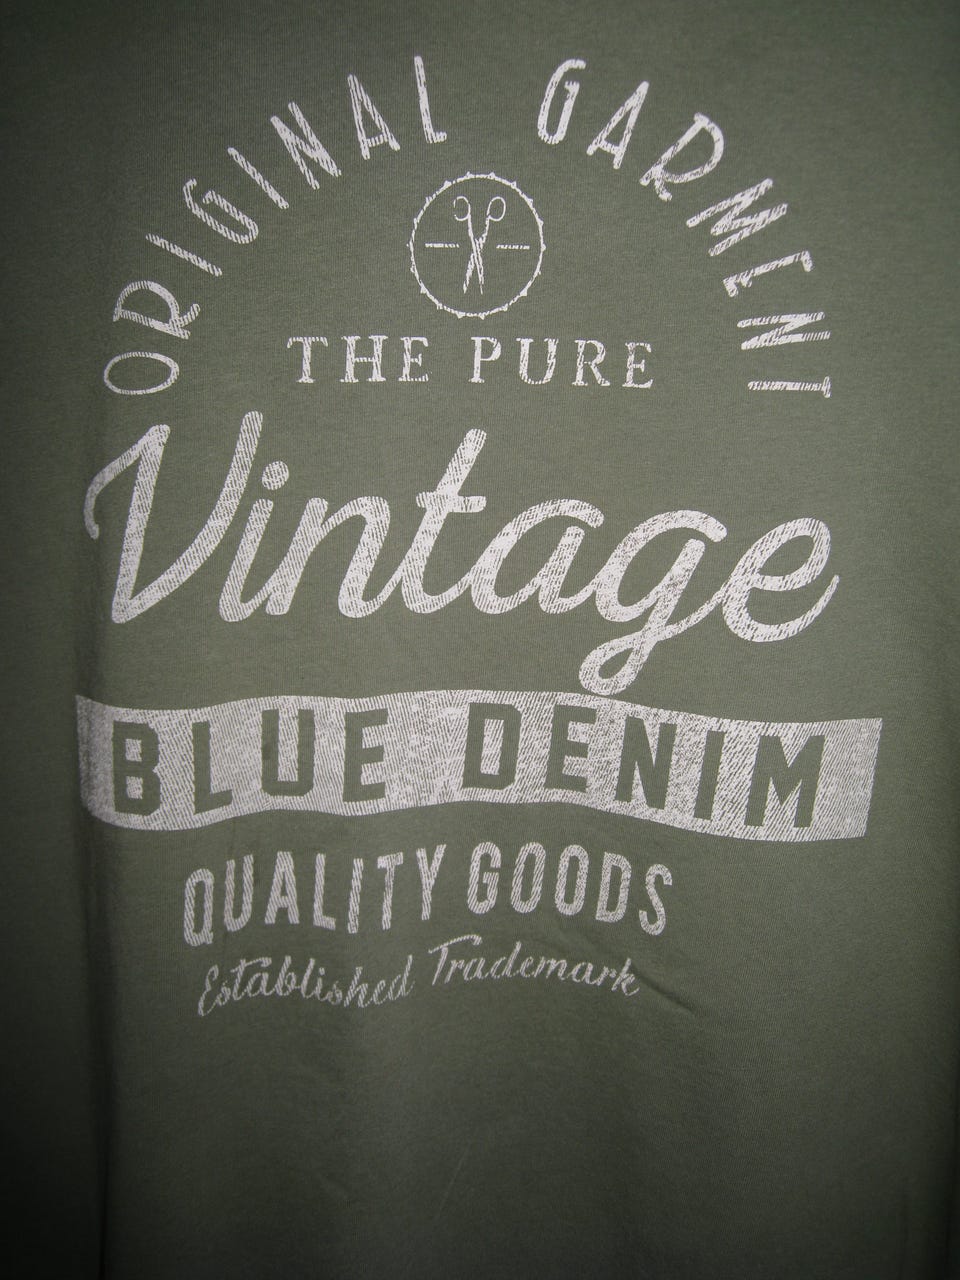 ORIGINAL GARMENT
THE PURE
Vintage
BLUE DENIM
QUALITY GOODS
Established Trademark